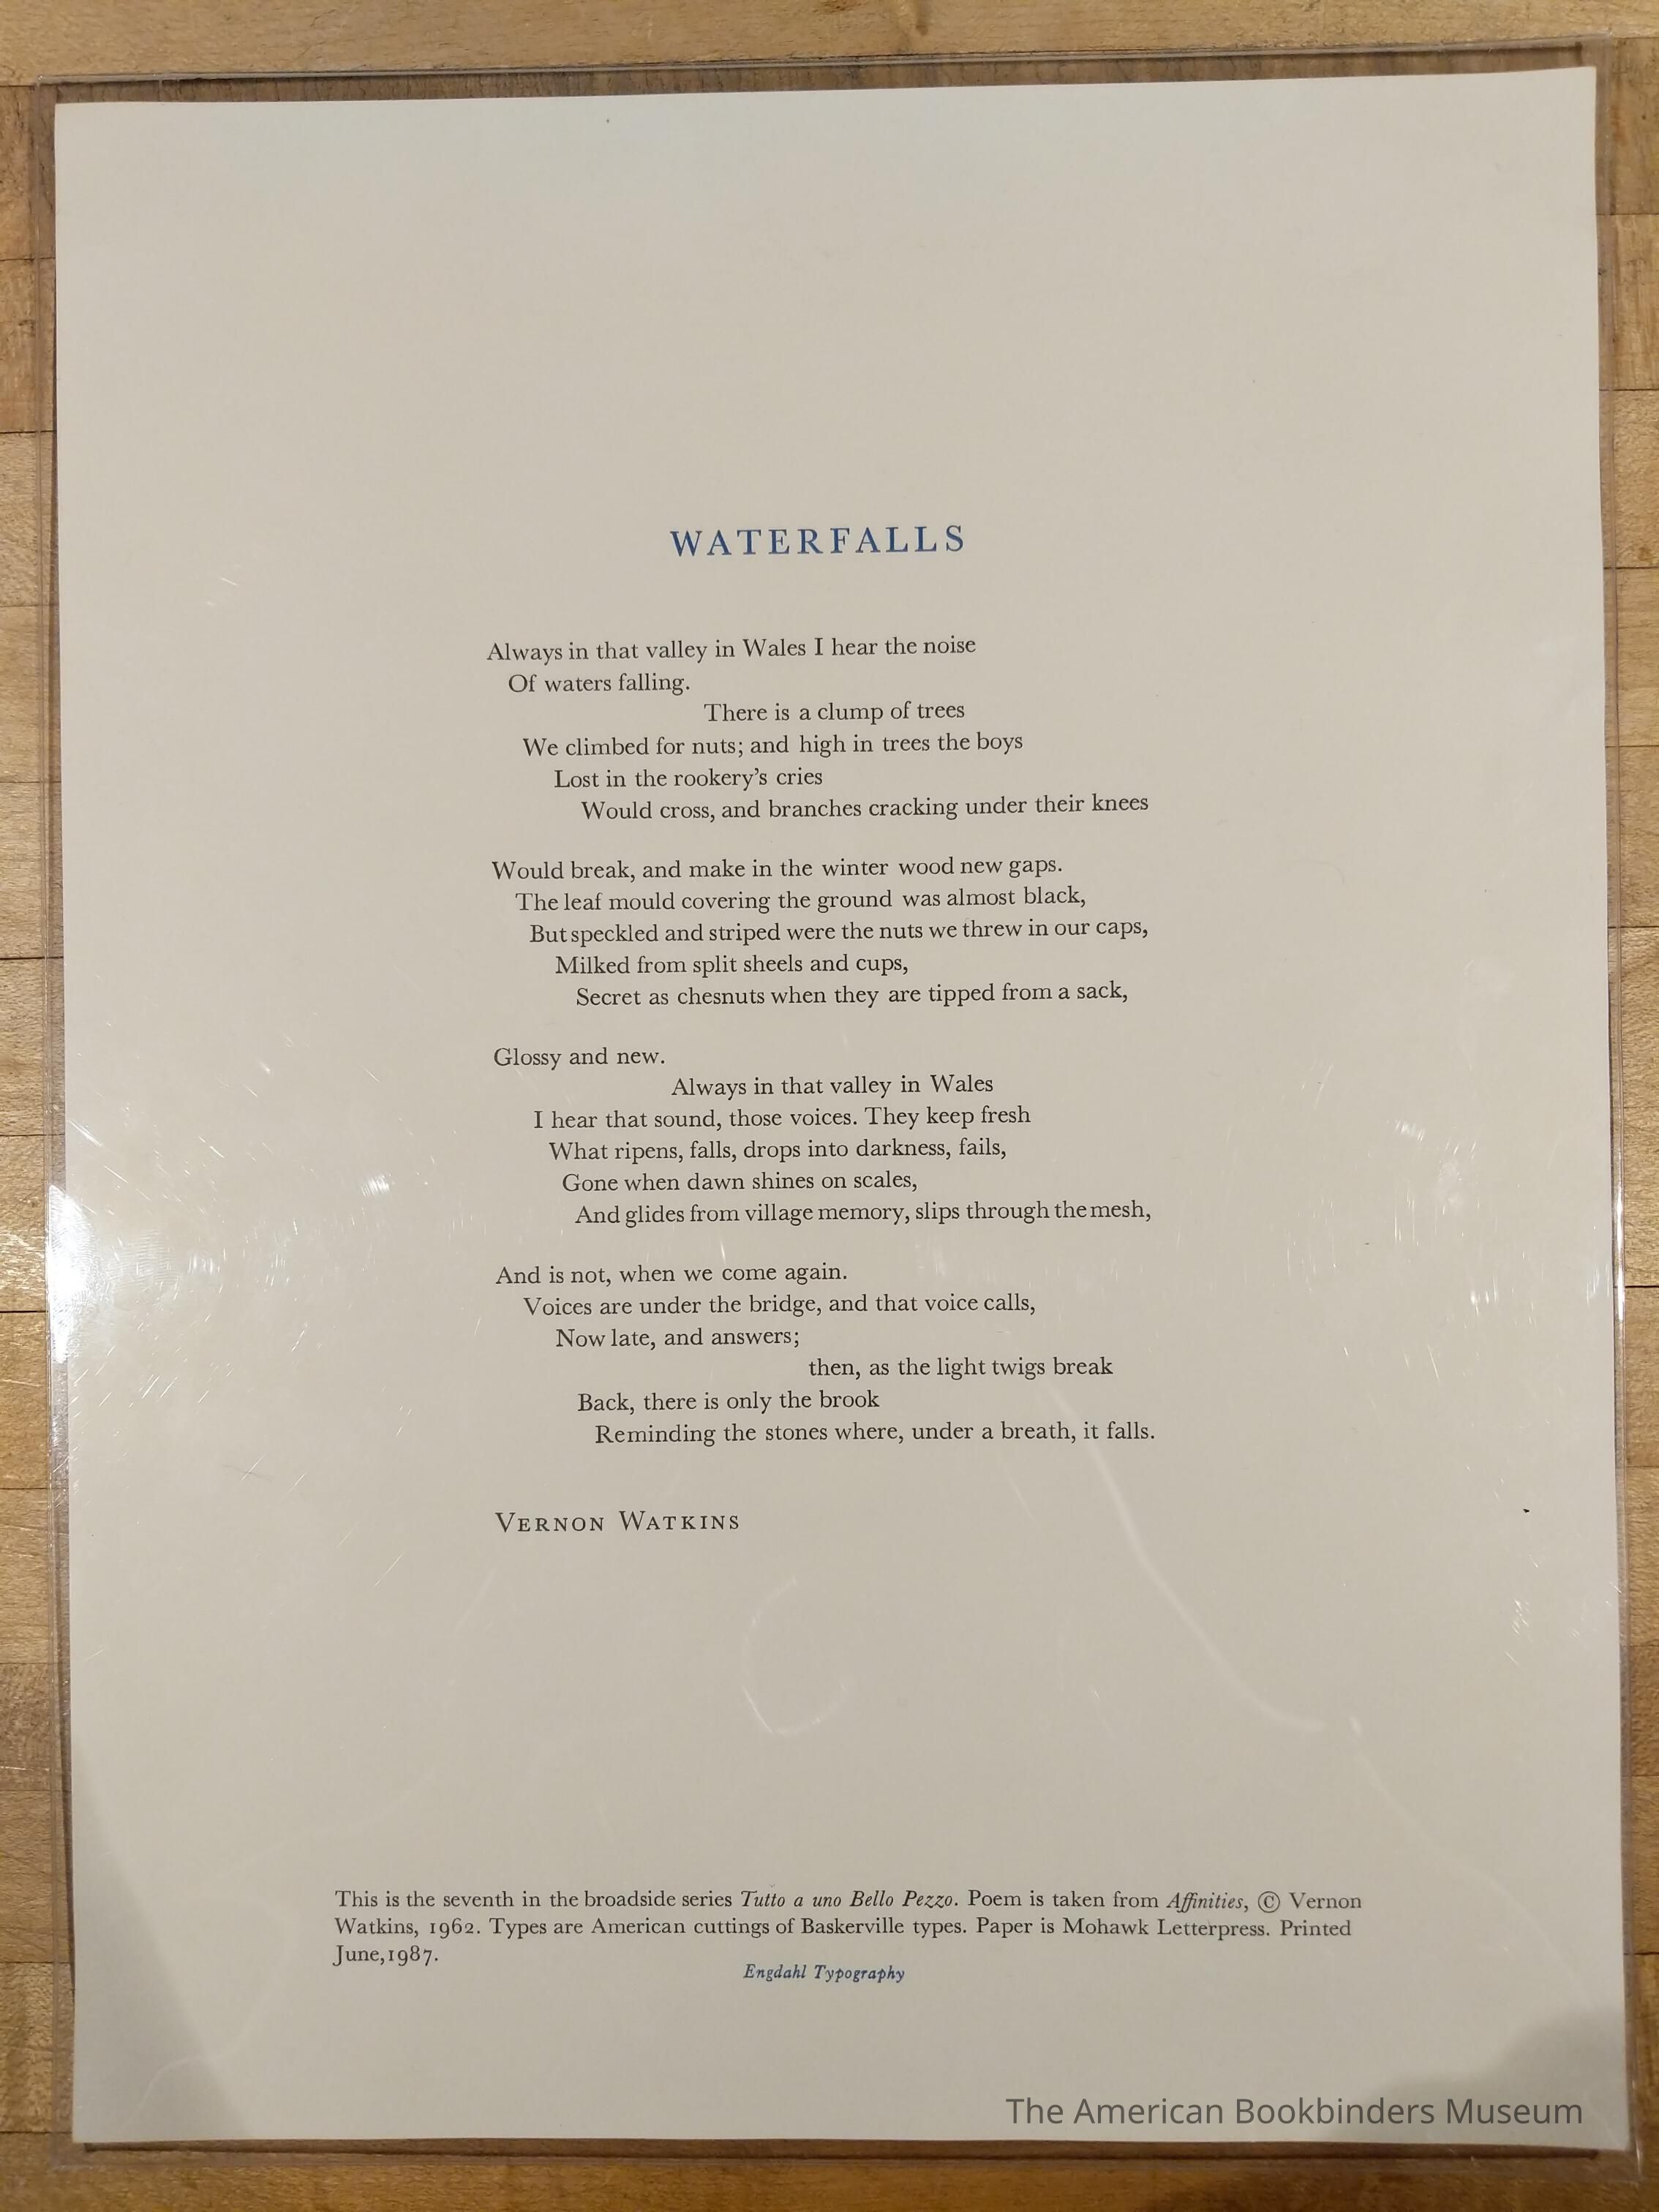 WATERFALLS
Always in that valley in Wales I hear the noise
Of waters falling.
There is a clump of trees
We climbed for nuts; and high in trees the boys
Lost in the rookery's cries
Would cross, and branches cracking under their knees
Would break, and make in the winter wood new gaps.
The leaf mould covering the ground was almost black,
But speckled and striped were the nuts we threw in our caps,
Milked from split sheels and cups,
Secret as chesnuts when they are tipped from a sack,
Glossy and new.
Always in that valley in Wales
I hear that sound, those voices. They keep fresh
What ripens, falls, drops into darkness, fails,
Gone when dawn shines on scales,
And glides from village memory, slips through the mesh,
And is not, when we come again.
Voices are under the bridge, and that voice calls,
Now late, and answers;
then, as the light twigs break
Back, there is only the brook
Reminding the stones where, under a breath, it falls.
VERNON WATKINS
This is the seventh in the broadside series Tutto a uno Bello Pezzo. Poem is taken from Affinities, © Vernon
Watkins, 1962. Types are American cuttings of Baskerville types. Paper is Mohawk Letterpress. Printed
June,1987.
Engdahl Typography
The American Bookbinders Museum